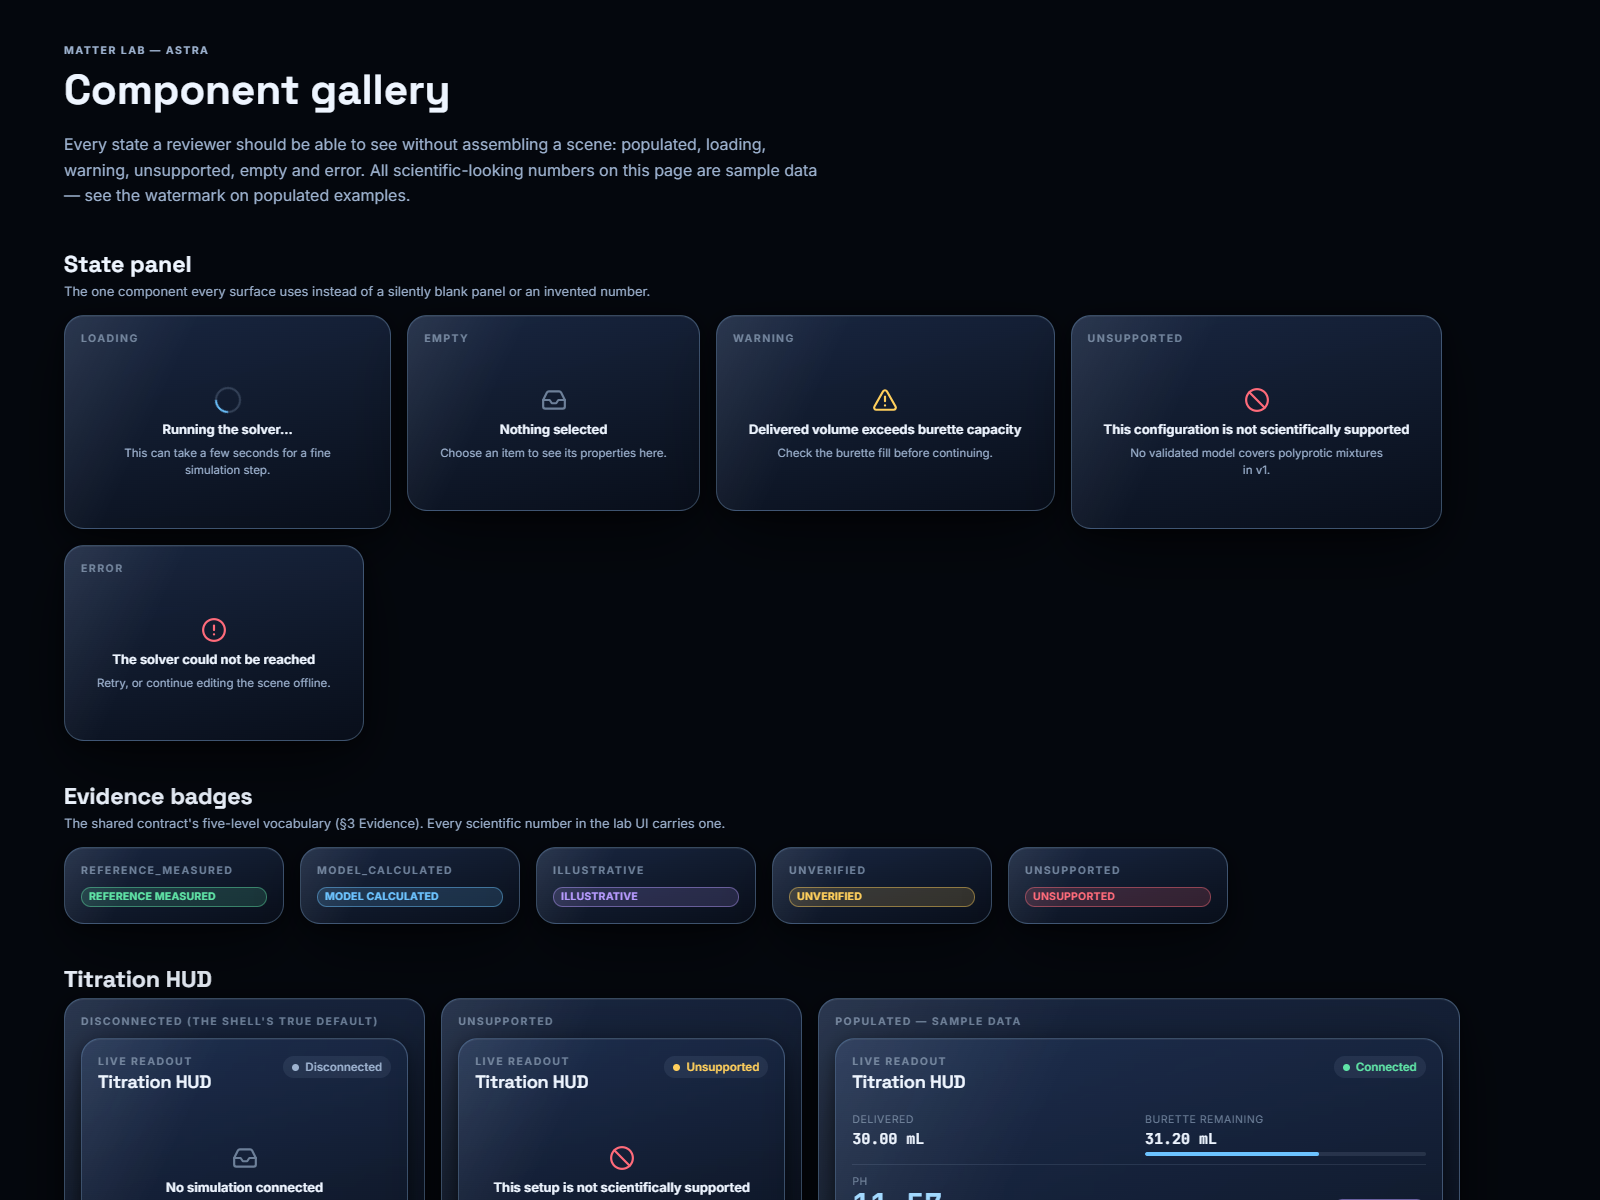 MATTER LAB — ASTRA
Component gallery
Every state a reviewer should be able to see without assembling a scene: populated, loading,
warning, unsupported, empty and error. All scientific-looking numbers on this page are sample data
— see the watermark on populated examples.
State panel
The one component every surface uses instead of a silently blank panel or an invented number.
LOADING
Running the solver...
This can take a few seconds for a fine
simulation step.
EMPTY
Nothing selected
Choose an item to see its properties here.
WARNING
Delivered volume exceeds burette capacity
Check the burette fill before continuing.
UNSUPPORTED
This configuration is not scientifically supported
No validated model covers polyprotic mixtures
in v1.
ERROR
The solver could not be reached
Retry, or continue editing the scene offline.
Evidence badges
The shared contract's five-level vocabulary (§3 Evidence). Every scientific number in the lab UI carries one.
REFERENCE_MEASURED
REFERENCE MEASURED
MODEL_CALCULATED
MODEL CALCULATED
ILLUSTRATIVE
ILLUSTRATIVE
UNVERIFIED
UNVERIFIED
UNSUPPORTED
UNSUPPORTED
Titration HUD
DISCONNECTED (THE SHELL'S TRUE DEFAULT)
LIVE READOUT
Titration HUD
Disconnected
No simulation connected
UNSUPPORTED
LIVE READOUT
Titration HUD
Unsupported
This setup is not scientifically supported
POPULATED — SAMPLE DATA
LIVE READOUT
Titration HUD
Connected
DELIVERED
30.00 mL
BURETTE REMAINING
31.20 mL
PH
11.57